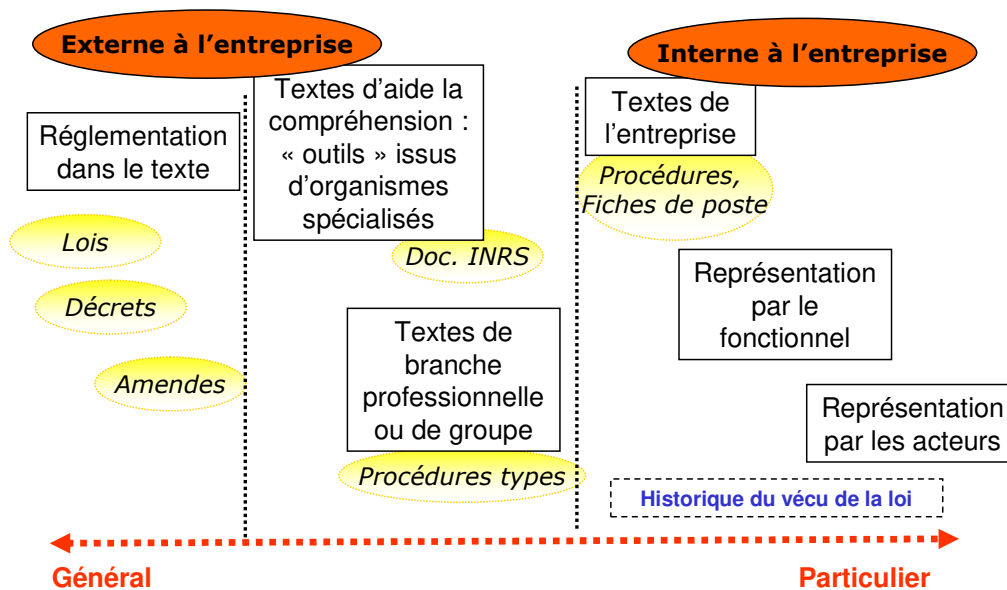 Externe à l'entreprise
Interne à l'entreprise
Réglementation
dans le texte
Textes d'aide la
compréhension :
« outils » issus
d'organismes
spécialisés
Textes de
l'entreprise
Procédures,
Fiches de poste
Lois
Doc. INRS
Décrets
Représentation
par le
fonctionnel
Textes de
branche
professionnelle
ou de groupe
Amendes
Représentation
par les acteurs
Procédures types
Historique du vécu de la loi
Général
Particulier